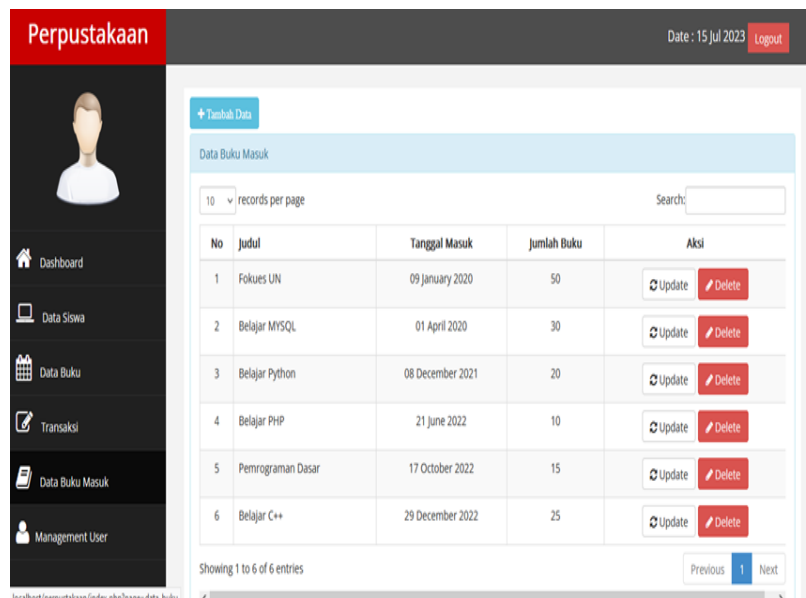 Perpustakaan
Date : 15 Jul 2023 Logout
Tambah Data
Data Buku Masuk
10 records per page Search:
No Judul Tanggal Masuk Jumlah Buku Aksi
1 Fokues UN 09 January 2020 50 Update Delete
2 Belajar MYSQL 01 April 2020 30 Update Delete
3 Belajar Python 08 December 2021 20 Update Delete
4 Belajar PHP 21 June 2022 10 Update Delete
5 Pemrograman Dasar 17 October 2022 15 Update Delete
6 Belajar C++ 29 December 2022 25 Update Delete
Showing 1 to 6 of 6 entries Previous 1 Next
Dashboard
Data Siswa
Data Buku
Transaksi
Data Buku Masuk
Management User